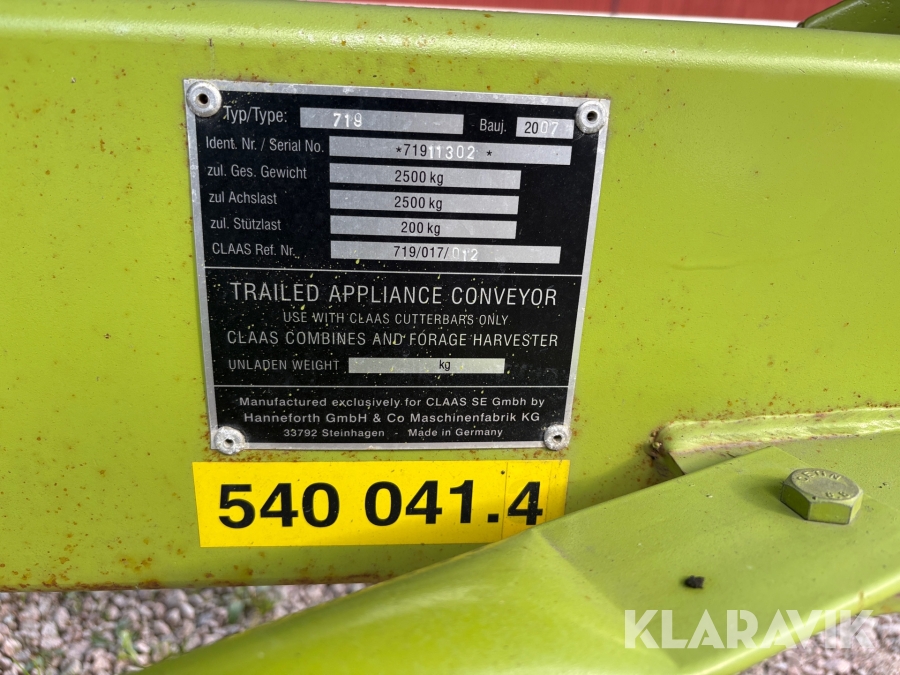 Typ/Type: 719 Bauj. 2007
Ident. Nr. / Serial No. *71911302 *
zul. Ges. Gewicht 2500 kg
zul Achslast 2500 kg
zul. Stützlast 200 kg
CLAAS Ref. Nr. 719/017/012
TRAILED APPLIANCE CONVEYOR
USE WITH CLAAS CUTTERBARS ONLY
CLAAS COMBINES AND FORAGE HARVESTER
UNLADEN WEIGHT kg
Manufactured exclusively for CLAAS SE Gmbh by
Hanneforth GmbH & Co Maschinenfabrik KG
33792 Steinhagen - Made in Germany
540 041.4
KLARAVIK